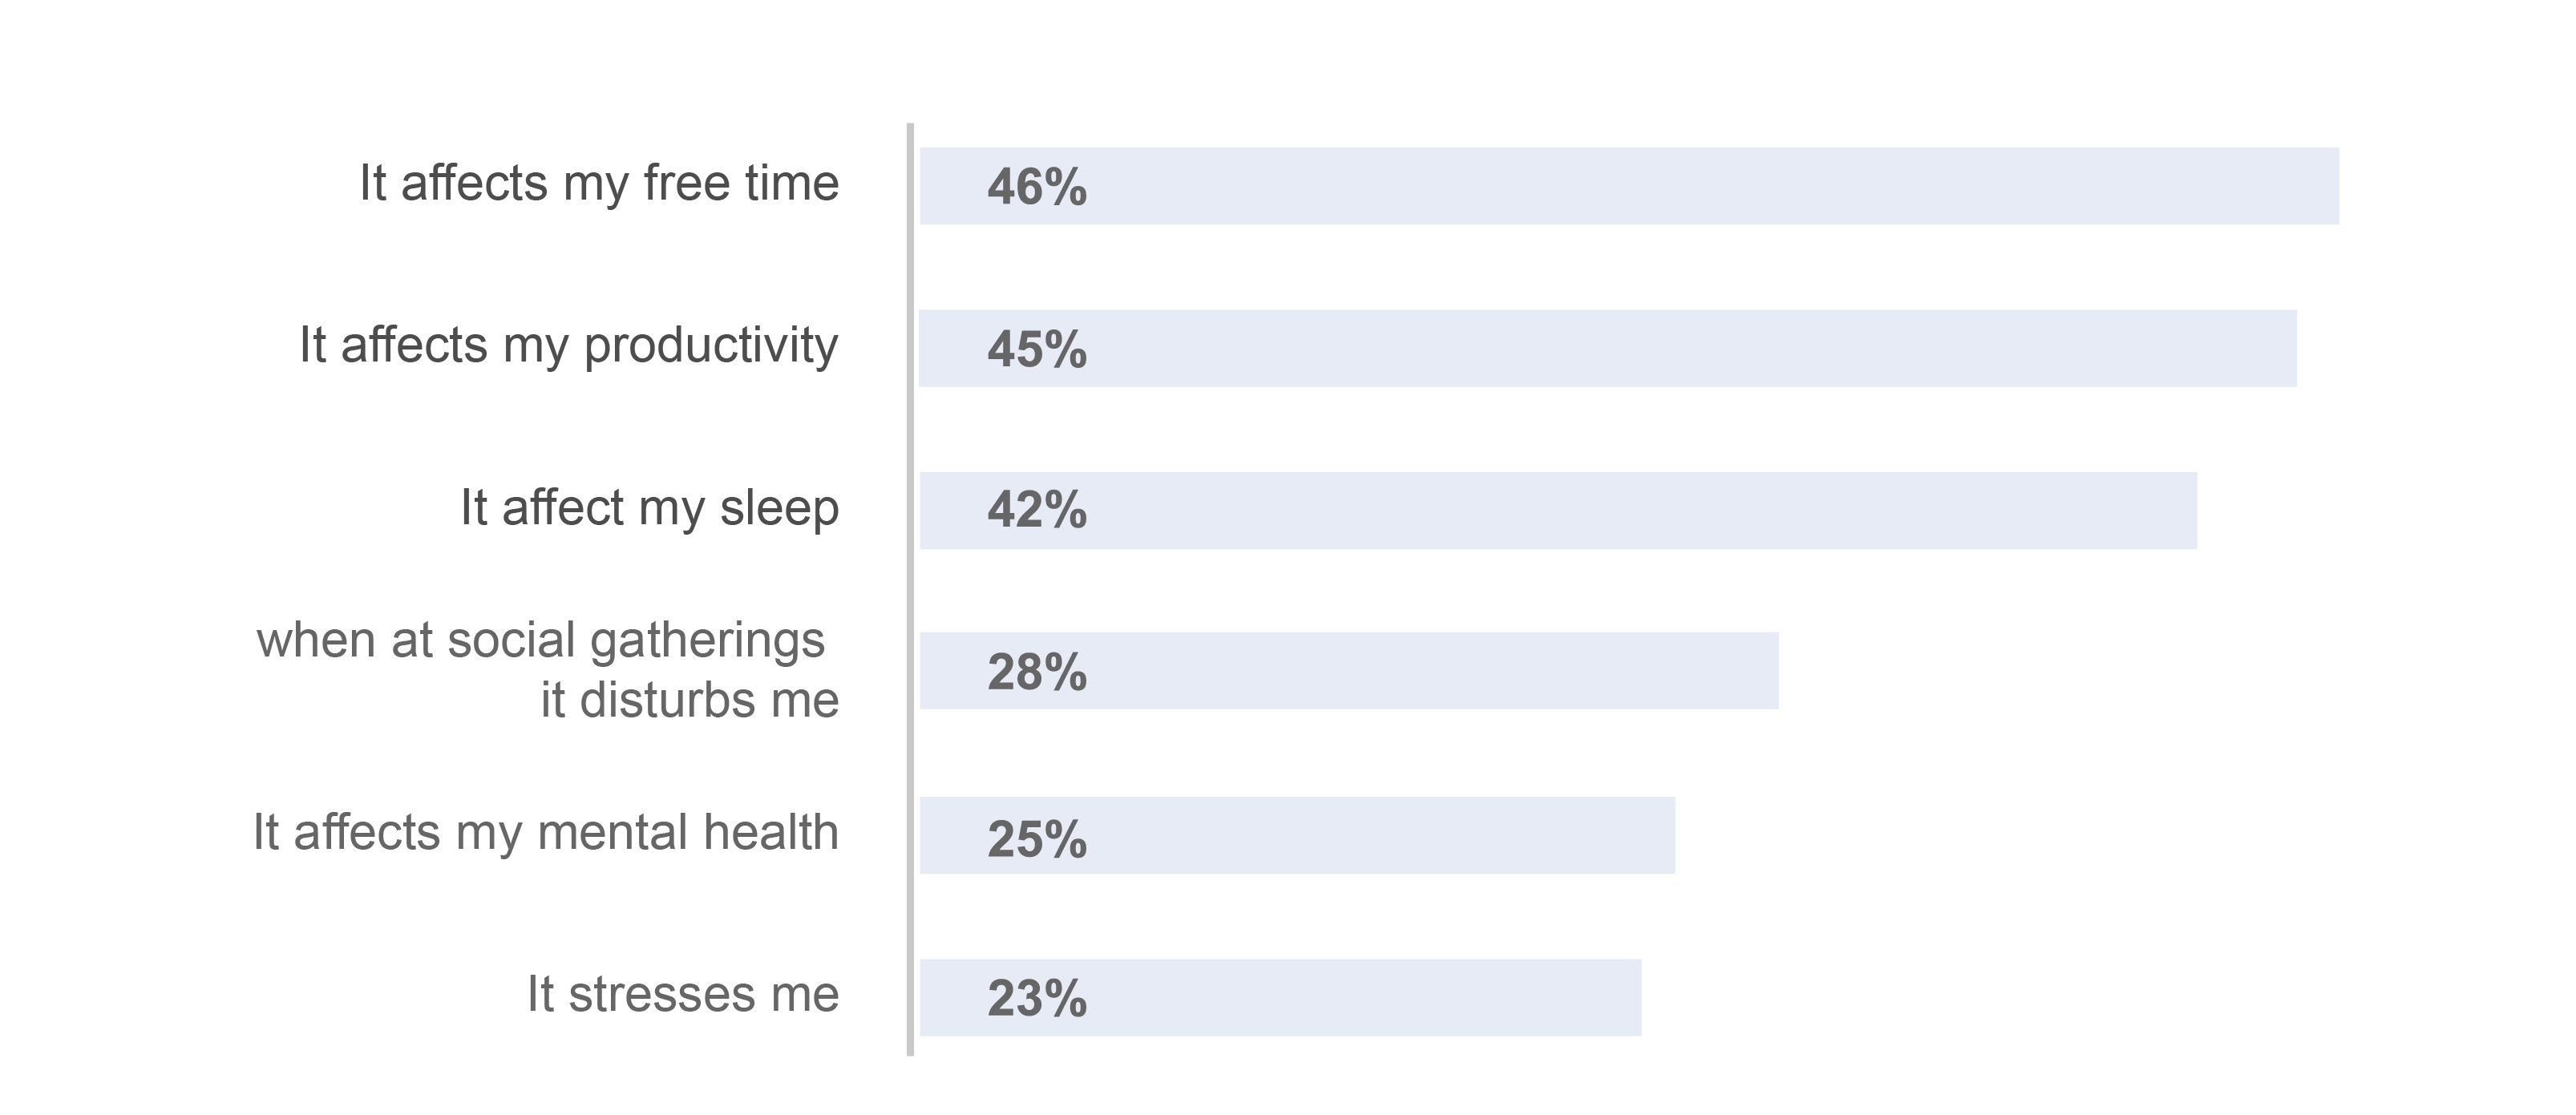 It affects my free time
46%
It affects my productivity
45%
It affect my sleep
42%
when at social gatherings
it disturbs me
28%
It affects my mental health
25%
It stresses me
23%